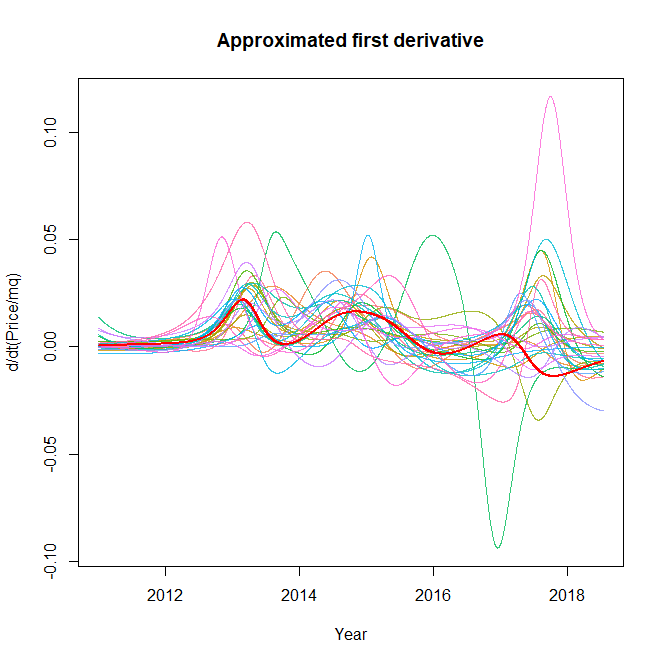 Approximated first derivative
d/dt(Price/mq)
0.10
0.05
0.00
-0.05
-0.10
2012 2014 2016 2018
Year